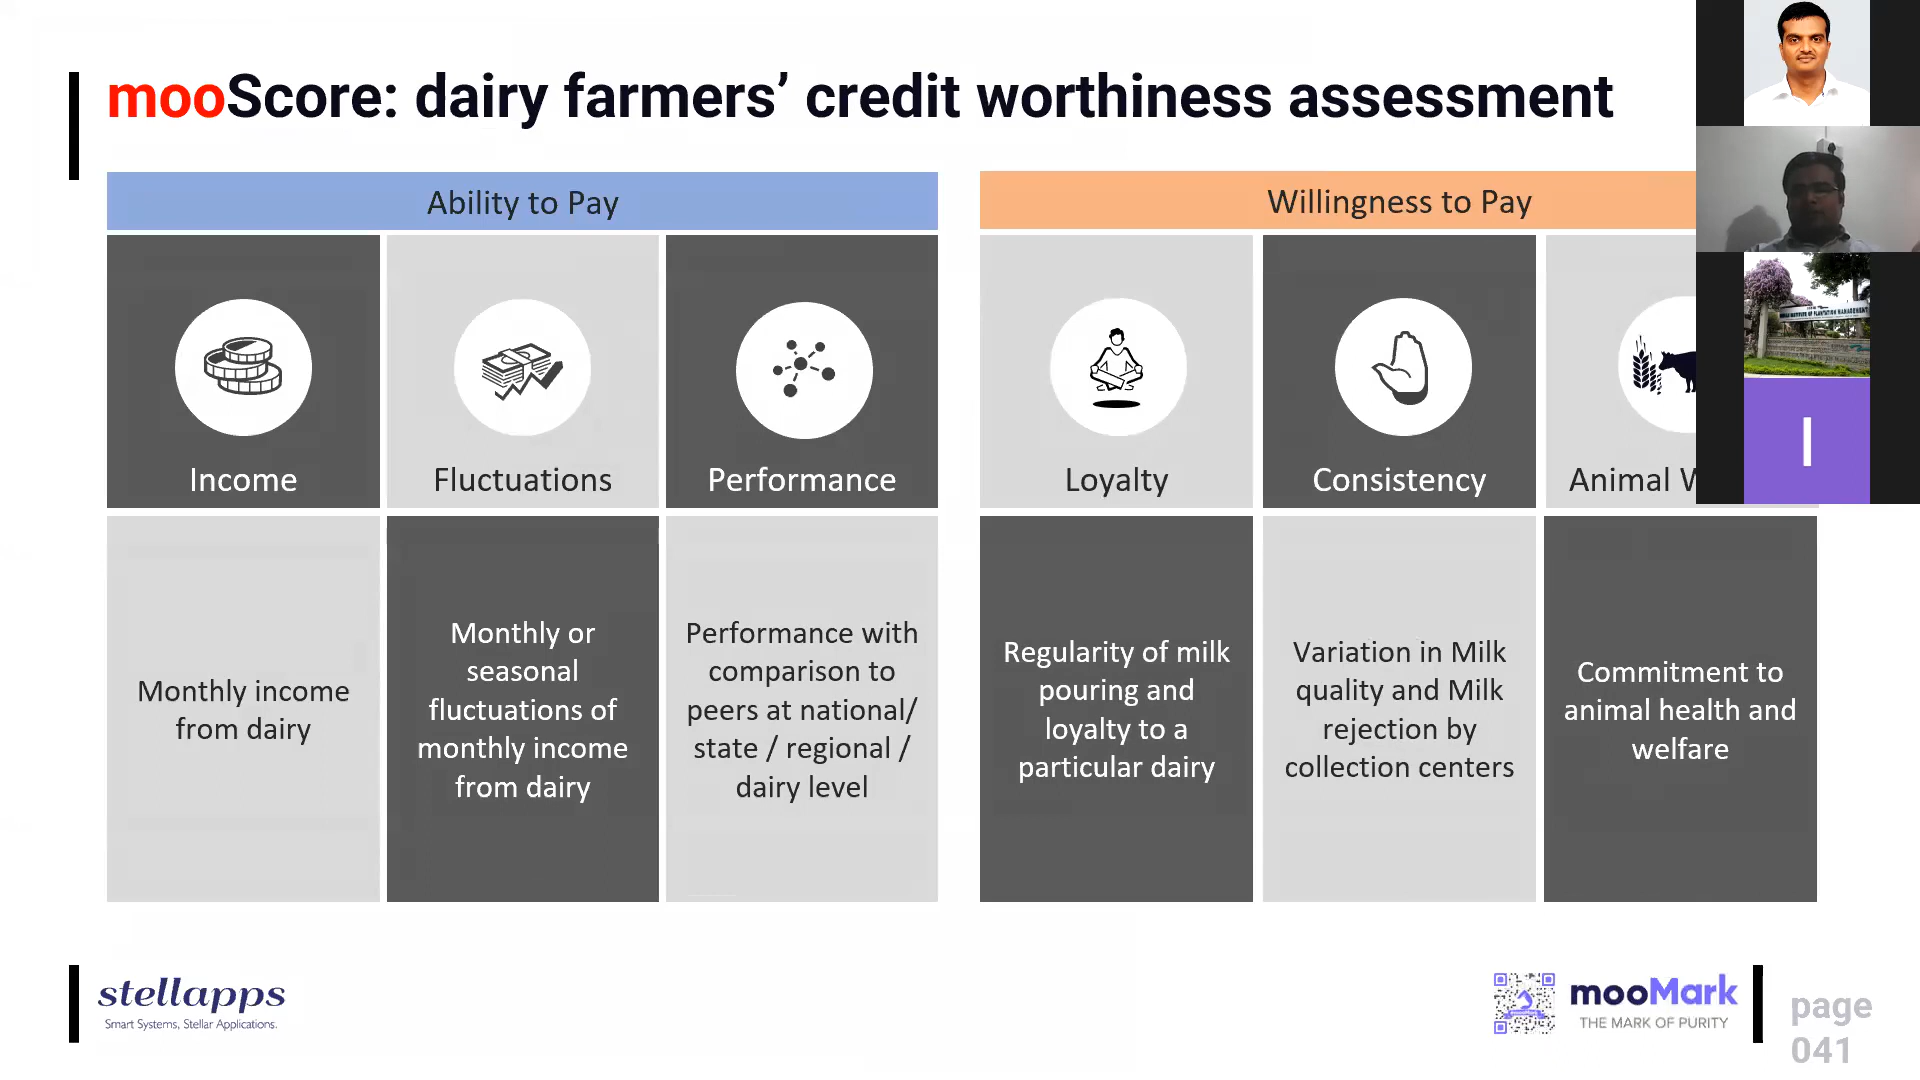 mooScore: dairy farmers’ credit worthiness assessment
Ability to Pay
Income
Fluctuations
Performance
Monthly income
from dairy
Monthly or
seasonal
fluctuations of
monthly income
from dairy
Performance with
comparison to
peers at national/
state / regional /
dairy level
Willingness to Pay
Loyalty
Consistency
Animal
Regularity of milk
pouring and
loyalty to a
particular dairy
Variation in Milk
quality and Milk
rejection by
collection centers
Commitment to
animal health and
welfare
INSTITUTE OF PLANTATION MANAGEMENT
I
stellapps
Smart Systems, Stellar Applications.
mooMark
THE MARK OF PURITY
page
041